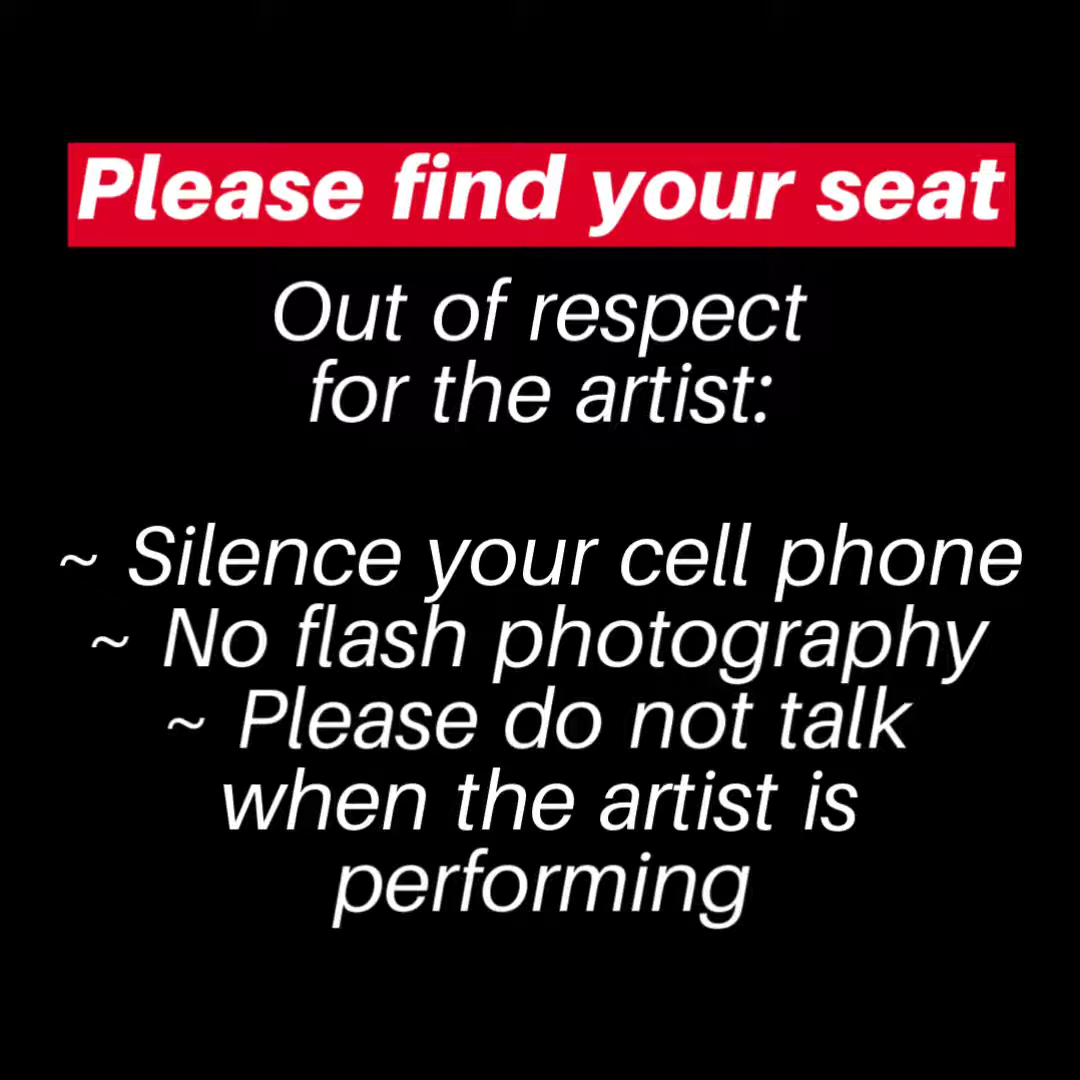 Please find your seat
Out of respect
for the artist:
~ Silence your cell phone
~ No flash photography
~ Please do not talk
when the artist is
performing